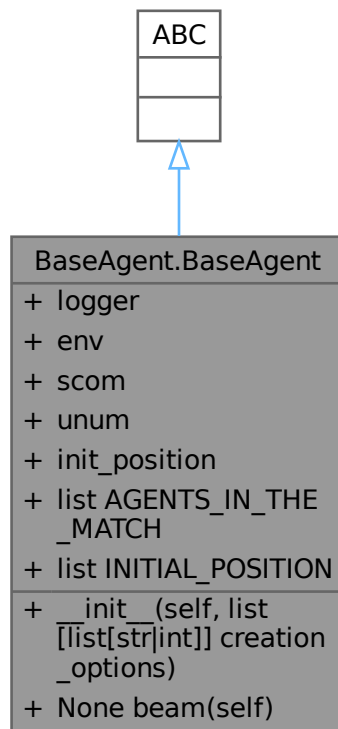 ABC
BaseAgent.BaseAgent
+ logger
+ env
+ scom
+ unum
+ init_position
+ list AGENTS_IN_THE
_MATCH
+ list INITIAL_POSITION
+ __init__(self, list
[list[str|int]] creation
_options)
+ None beam(self)